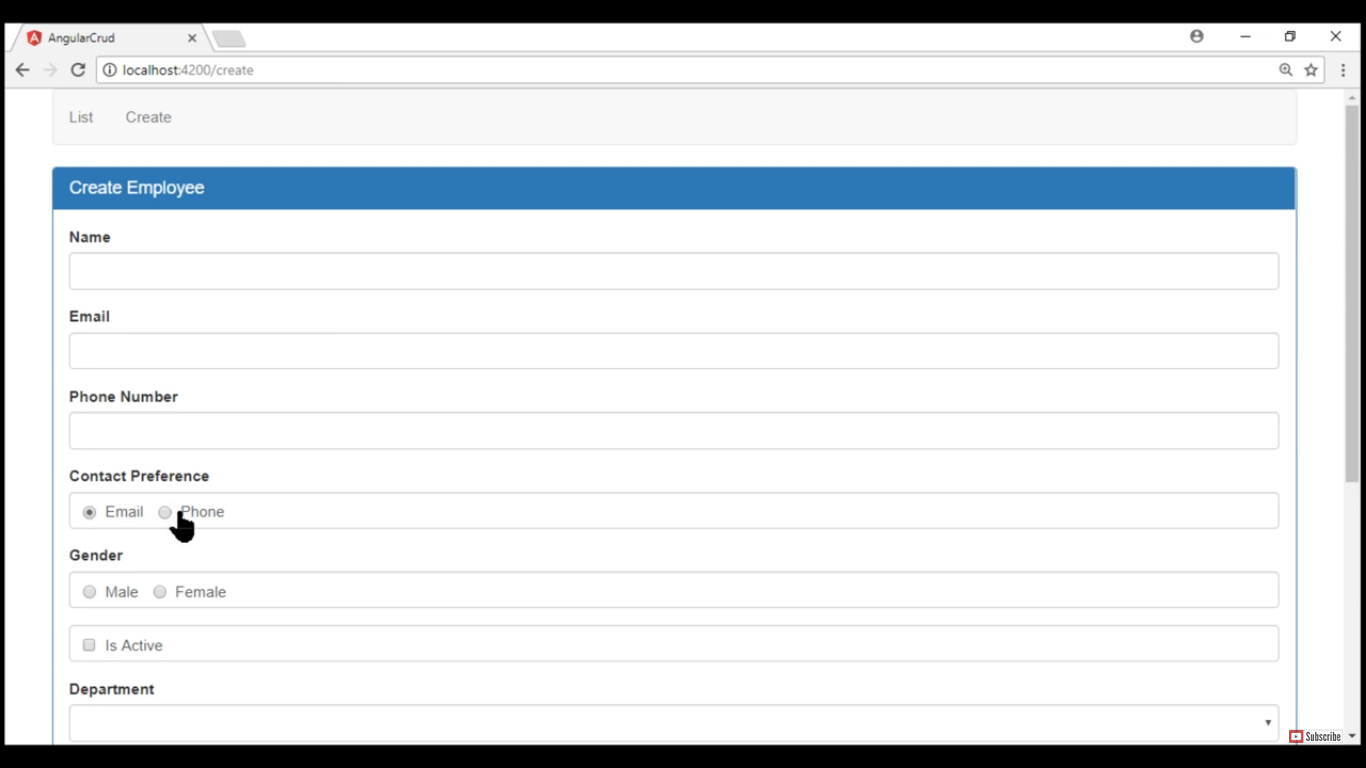 AngularCrud
localhost:4200/create
List Create
Create Employee
Name
Email
Phone Number
Contact Preference
Email Phone
Gender
Male Female
Is Active
Department
Subscribe